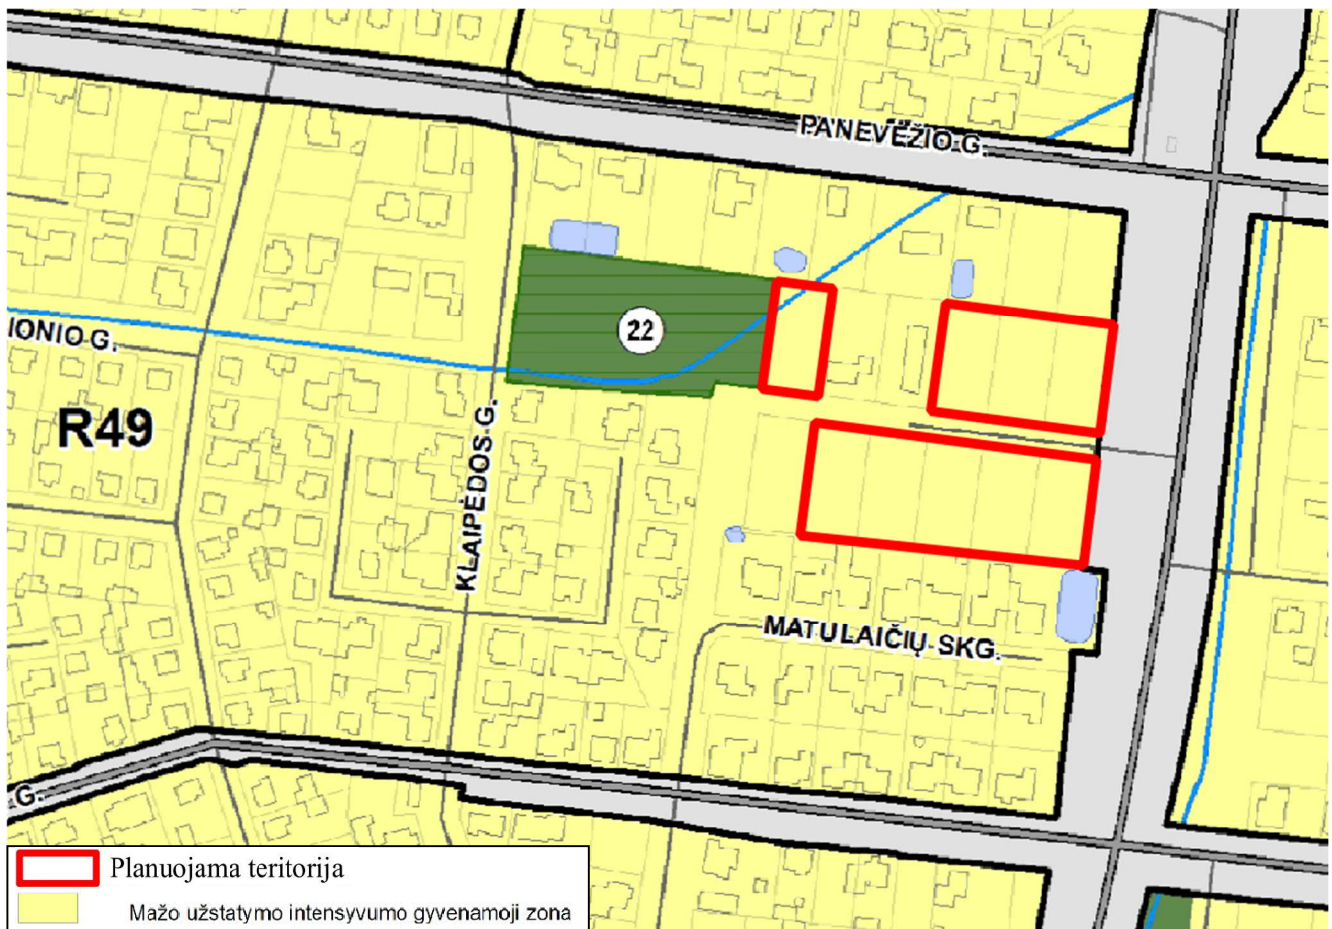 PANEVĖŽIO G.
22
IONIO G.
R49
KLAIPĖDOS G.
MATULAIČIŲ SKG.
G.
Planuojama teritorija
Mažo užstatymo intensyvumo gyvenamoji zona